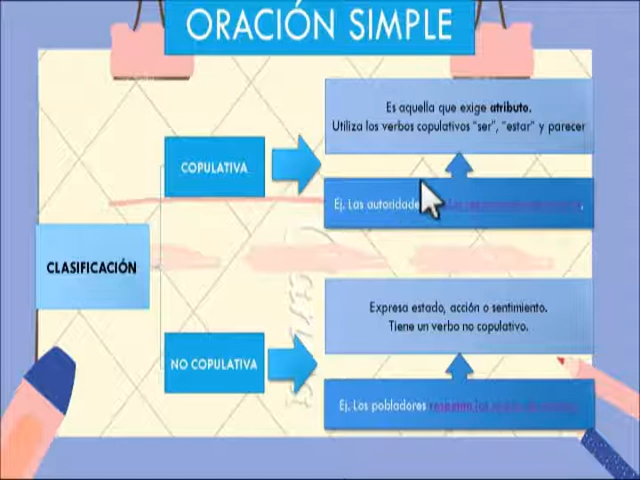 ORACIÓN SIMPLE
Es aquella que exige atributo.
Utiliza los verbos copulativos "ser", "estar" y parecer
COPULATIVA
Ej. Las autoridade
CLASIFICACIÓN
Expresa estado, acción o sentimiento.
Tiene un verbo no copulativo.
NO COPULATIVA
Ej. Los pobladores